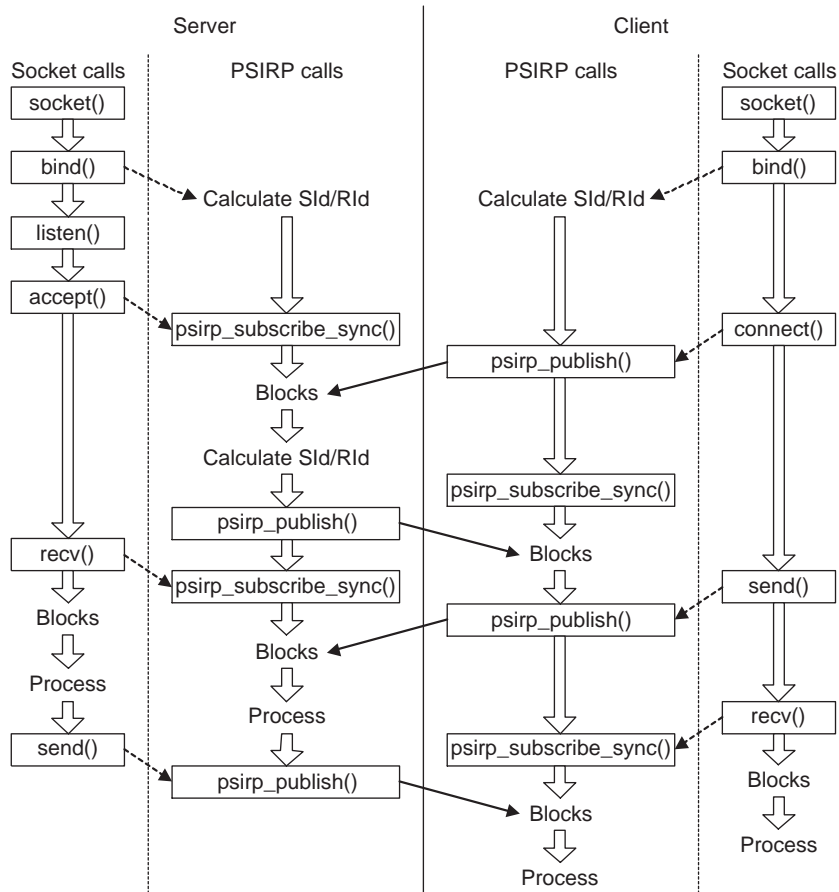 Server
Client
Socket calls
PSIRP calls
PSIRP calls
Socket calls
socket()
socket()
bind()
bind()
Calculate SId/RId
Calculate SId/RId
listen()
accept()
psirp_subscribe_sync()
connect()
psirp_publish()
Blocks
Calculate SId/RId
psirp_subscribe_sync()
psirp_publish()
recv()
Blocks
psirp_subscribe_sync()
send()
Blocks
psirp_publish()
Blocks
Process
Process
recv()
send()
psirp_subscribe_sync()
psirp_publish()
Blocks
Blocks
Process
Process